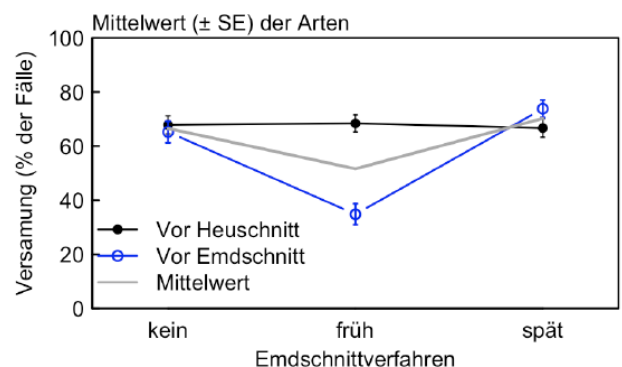 Mittelwert (± SE) der Arten
Versamung (% der Fälle)
100
80
60
40
20
0
Vor Heuschnitt
Vor Emdschnitt
Mittelwert
kein früh spät
Emdschnittverfahren